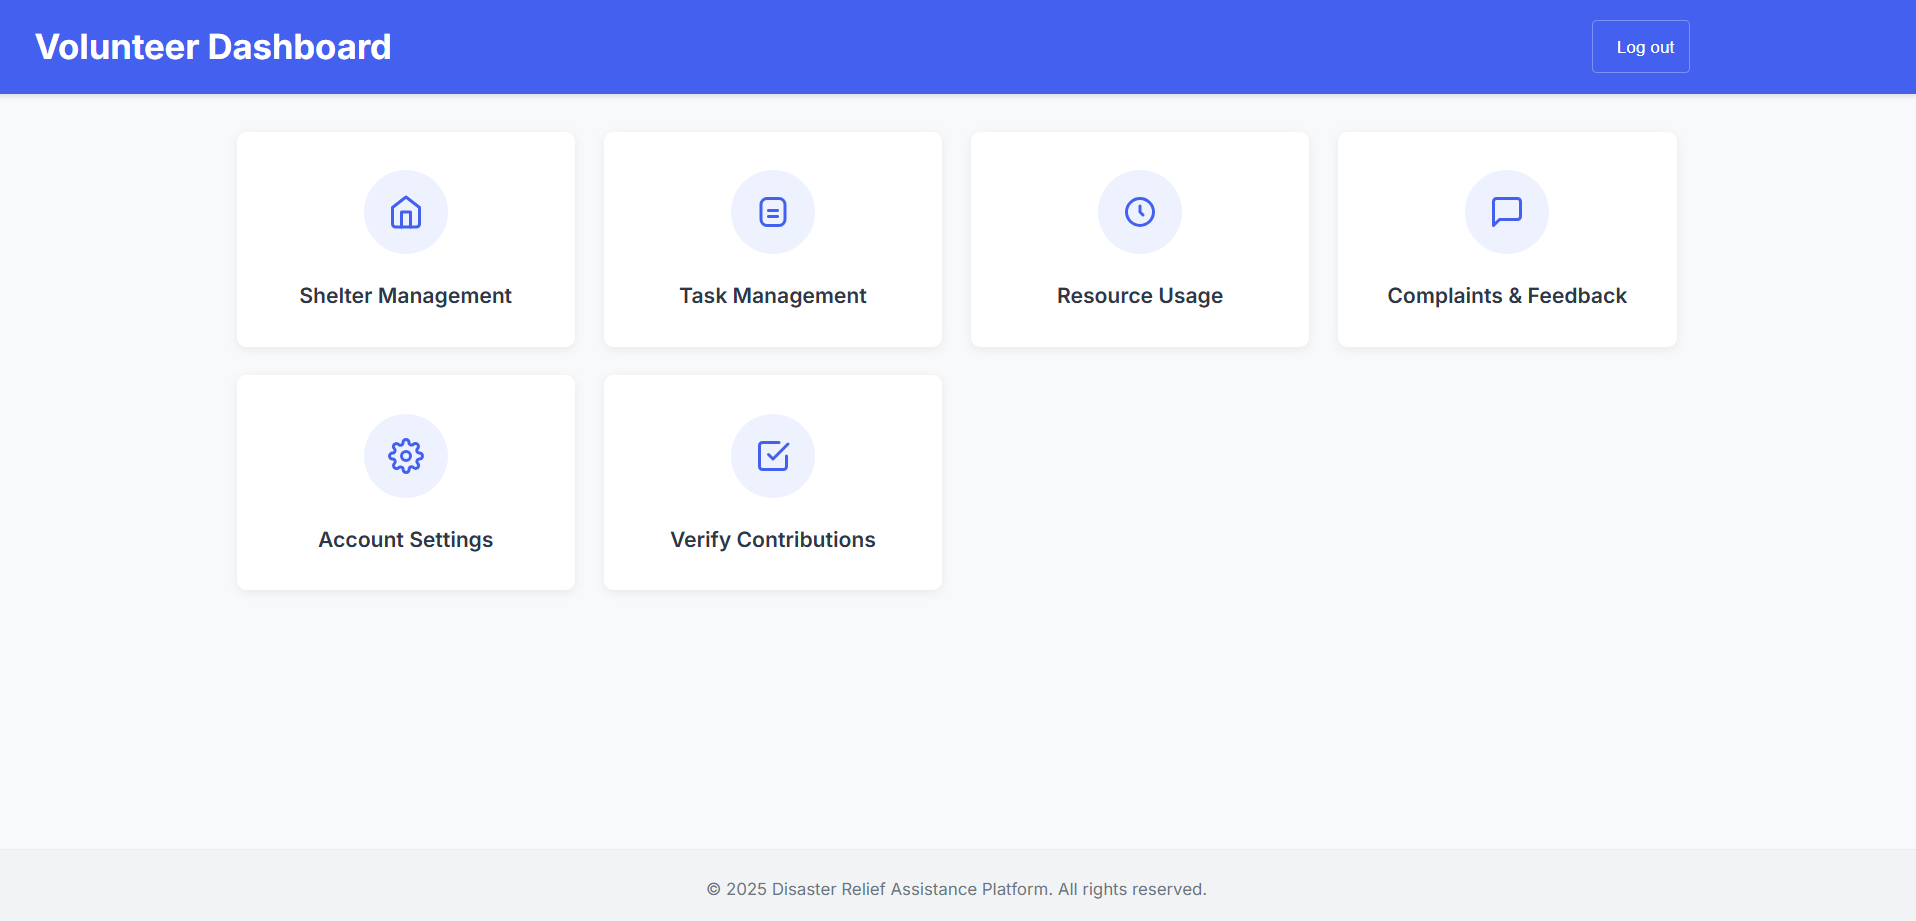 Volunteer Dashboard
Log out
Shelter Management
Task Management
Resource Usage
Complaints & Feedback
Account Settings
Verify Contributions
© 2025 Disaster Relief Assistance Platform. All rights reserved.